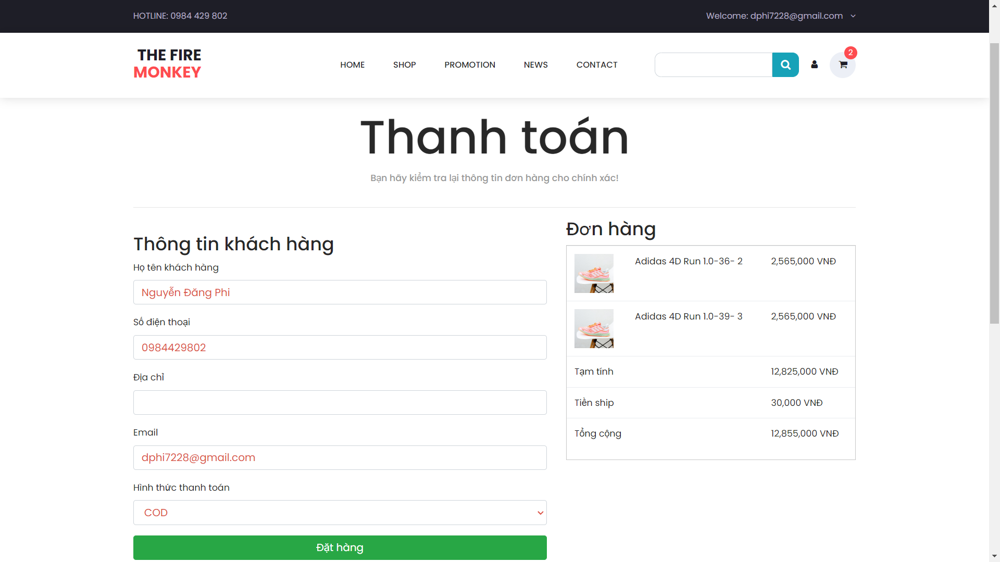 HOTLINE: 0984 429 802
Welcome: dphi7228@gmail.com
THE FIRE
MONKEY
HOME
SHOP
PROMOTION
NEWS
CONTACT
2
Thanh toán
Bạn hãy kiểm tra lại thông tin đơn hàng cho chính xác!
Thông tin khách hàng
Họ tên khách hàng
Nguyễn Đăng Phi
Số điện thoại
0984429802
Địa chỉ
Email
dphi7228@gmail.com
Hình thức thanh toán
COD
Đặt hàng
Đơn hàng
Adidas 4D Run 1.0-36- 2 2,565,000 VNĐ
Adidas 4D Run 1.0-39- 3 2,565,000 VNĐ
Tạm tính 12,825,000 VNĐ
Tiền ship 30,000 VNĐ
Tổng cộng 12,855,000 VNĐ